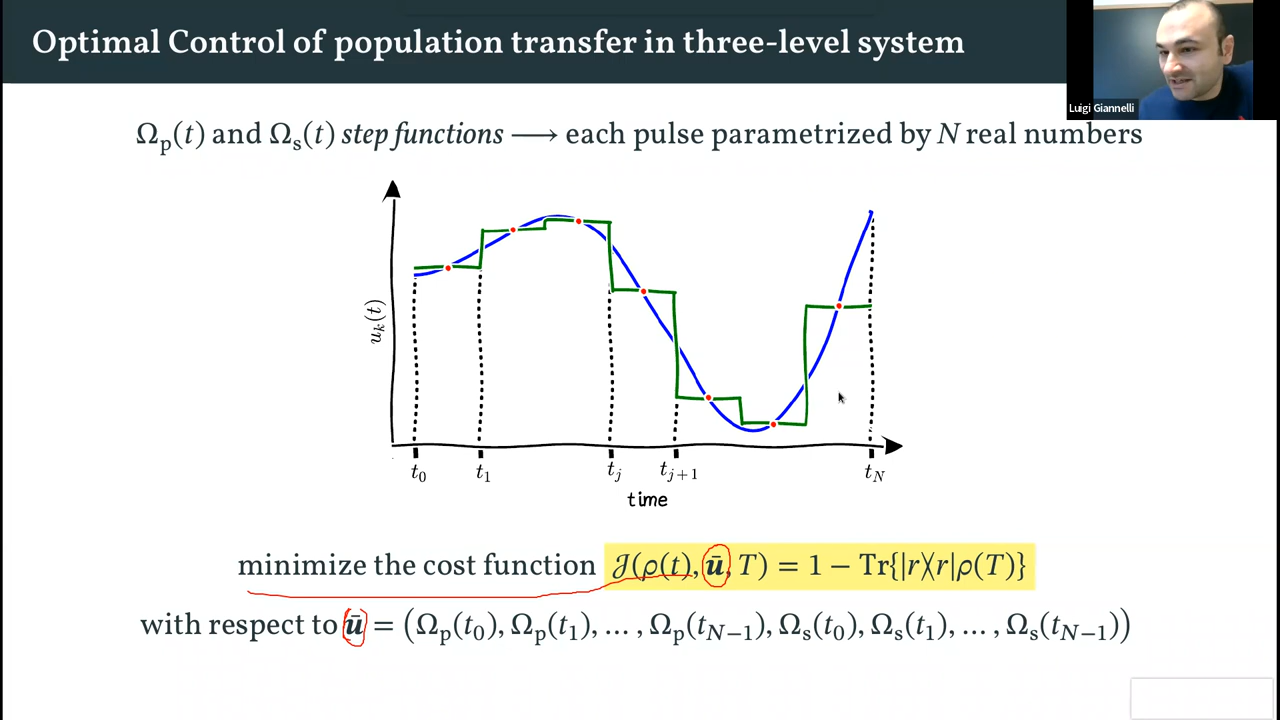 Optimal Control of population transfer in three-level system
Luigi Giannelli
Ωp(t) and Ωs(t) step functions ⟶ each pulse parametrized by N real numbers
uk(t)
t0 t1 tj tj+1 tN
time
minimize the cost function 𝒥(ρ(t), ū, T) = 1 − Tr{|r⟩⟨r|ρ(T)}
with respect to ū = (Ωp(t0), Ωp(t1), … , Ωp(tN−1), Ωs(t0), Ωs(t1), … , Ωs(tN−1))